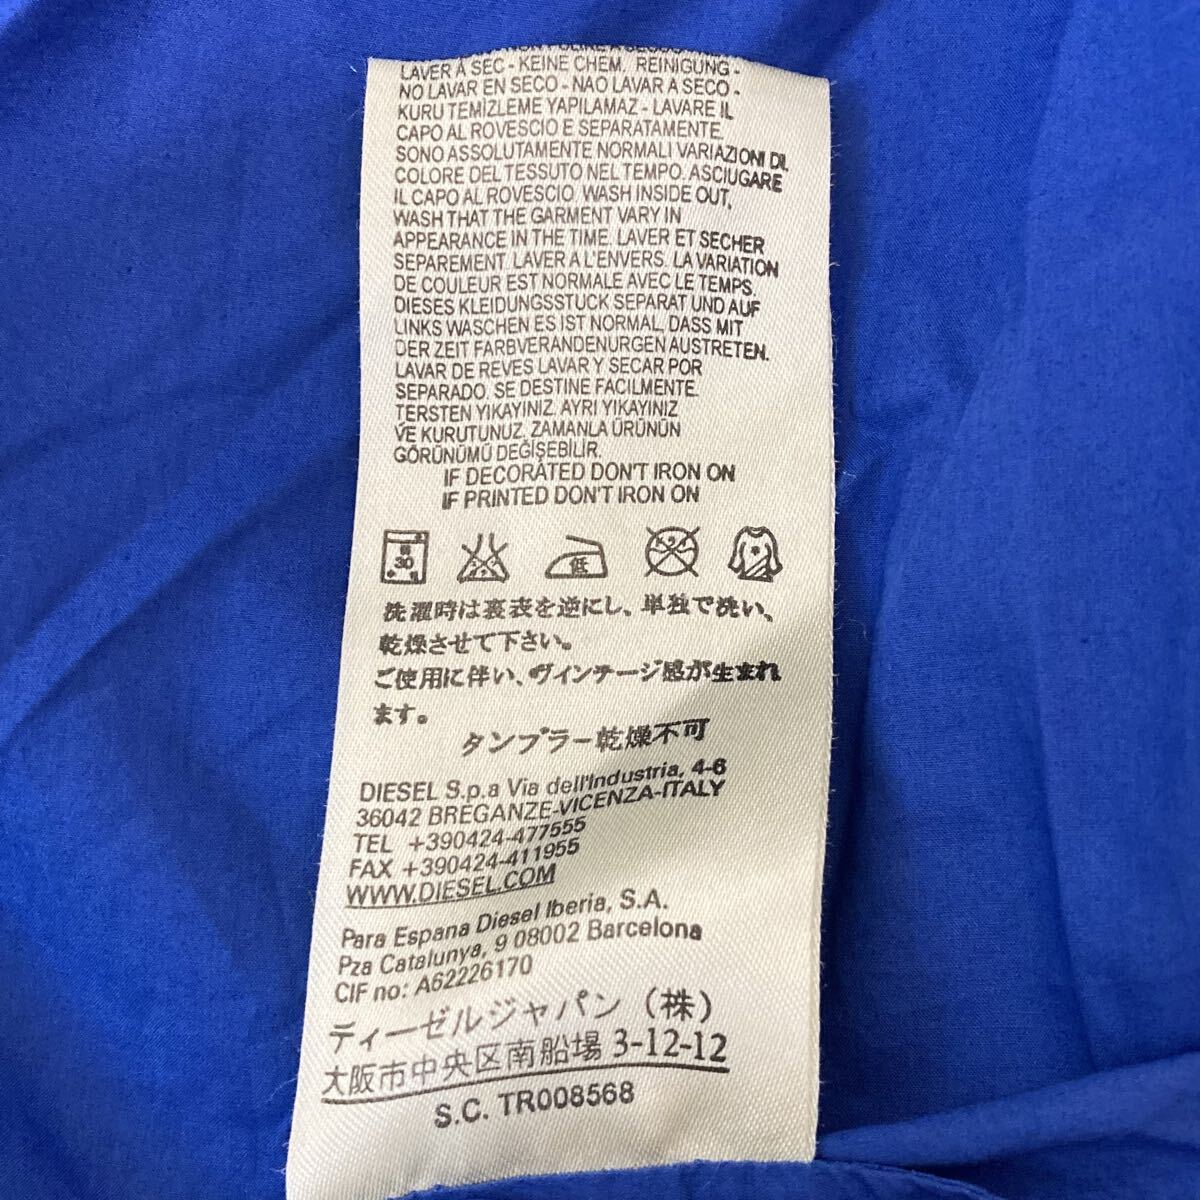 LAVER A SEC - KEINE CHEM. REINIGUNG -
NO LAVAR EN SECO - NAO LAVAR A SECO -
KURU TEMİZLEME YAPILAMAZ - LAVARE IL
CAPO AL ROVESCIO E SEPARATAMENTE.
SONO ASSOLUTAMENTE NORMALI VARIAZIONI DI
COLORE DEL TESSUTO NEL TEMPO. ASCIUGARE
IL CAPO AL ROVESCIO. WASH INSIDE OUT,
WASH THAT THE GARMENT VARY IN
APPEARANCE IN THE TIME. LAVER ET SECHER
SEPAREMENT. LAVER A L'ENVERS. LA VARIATION
DE COULEUR EST NORMALE AVEC LE TEMPS.
DIESES KLEIDUNGSSTUCK SEPARAT UND AUF
LINKS WASCHEN ES IST NORMAL, DASS MIT
DER ZEIT FARBVERANDENURGEN AUSTRETEN.
LAVAR DE REVES LAVAR Y SECAR POR
SEPARADO. SE DESTINE FACILMENTE.
TERSTEN YIKAYINIZ. AYRI YIKAYINIZ
VE KURUTUNUZ. ZAMANLA ÜRÜNÜN
GÖRÜNÜMÜ DEĞİŞEBİLİR.
IF DECORATED DON'T IRON ON
IF PRINTED DON'T IRON ON
30 低
洗濯時は裏表を逆にし、単独で洗い、
乾燥させて下さい。
ご使用に伴い、ヴィンテージ感が生まれ
ます。
タンブラー乾燥不可
DIESEL S.p.a Via dell'Industria, 4-6
36042 BREGANZE-VICENZA-ITALY
TEL +390424-477555
FAX +390424-411955
WWW.DIESEL.COM
Para Espana Diesel Iberia, S.A.
Pza Catalunya, 9 08002 Barcelona
CIF no: A62226170
ディーゼルジャパン（株）
大阪市中央区南船場 3-12-12
S.C. TR008568